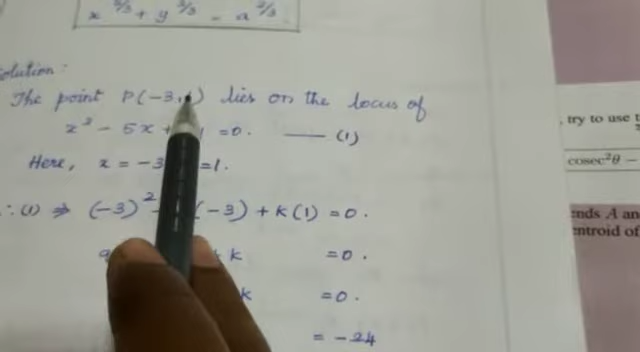 x^2/3 + y^2/3 = a^2/3
olution:
The point P(-3,1) lies on the locus of
x² - 5x + =0. —— (1)
Here, x = -3 =1.
∴ (1) ⇒ (-3)² (-3) + k(1) = 0.
k = 0.
k = 0.
= -24
, try to use
cosec²θ −
ends A an
entroid of